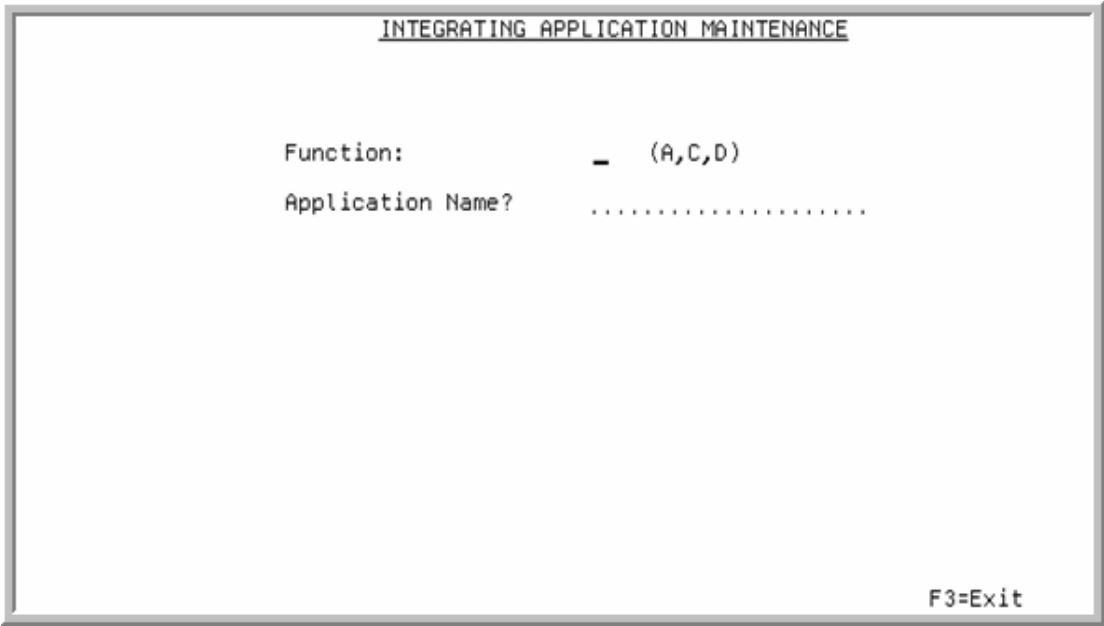 INTEGRATING APPLICATION MAINTENANCE
Function: _ (A,C,D)
Application Name? .....................
F3=Exit